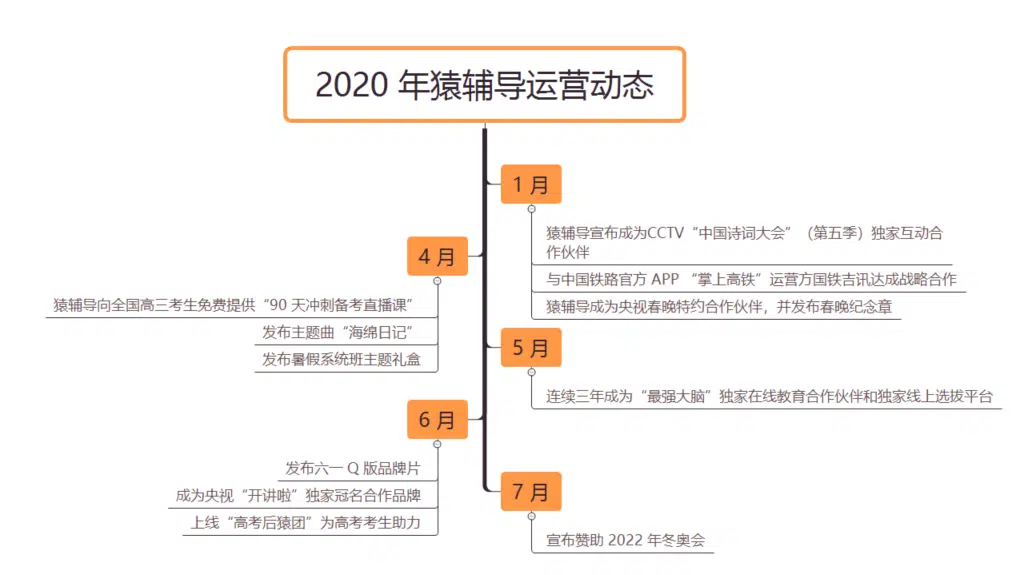 2020 年猿辅导运营动态
1 月
猿辅导宣布成为CCTV“中国诗词大会”（第五季）独家互动合
作伙伴
与中国铁路官方 APP “掌上高铁”运营方国铁吉讯达成战略合作
猿辅导成为央视春晚特约合作伙伴，并发布春晚纪念章
4 月
猿辅导向全国高三考生免费提供“90 天冲刺备考直播课”
发布主题曲“海绵日记”
发布暑假系统班主题礼盒
5 月
连续三年成为“最强大脑”独家在线教育合作伙伴和独家线上选拔平台
6 月
发布六一 Q 版品牌片
成为央视“开讲啦”独家冠名合作品牌
上线“高考后猿团”为高考考生助力
7 月
宣布赞助 2022 年冬奥会